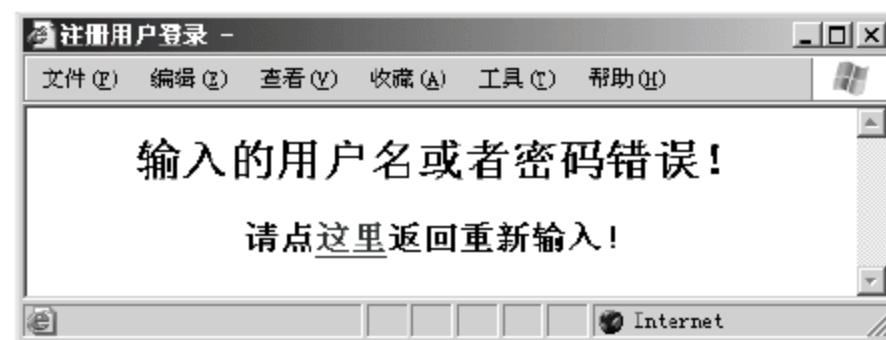 注册用户登录 -
文件(F) 编辑(E) 查看(V) 收藏(A) 工具(T) 帮助(H)
输入的用户名或者密码错误!
请点这里返回重新输入!
Internet